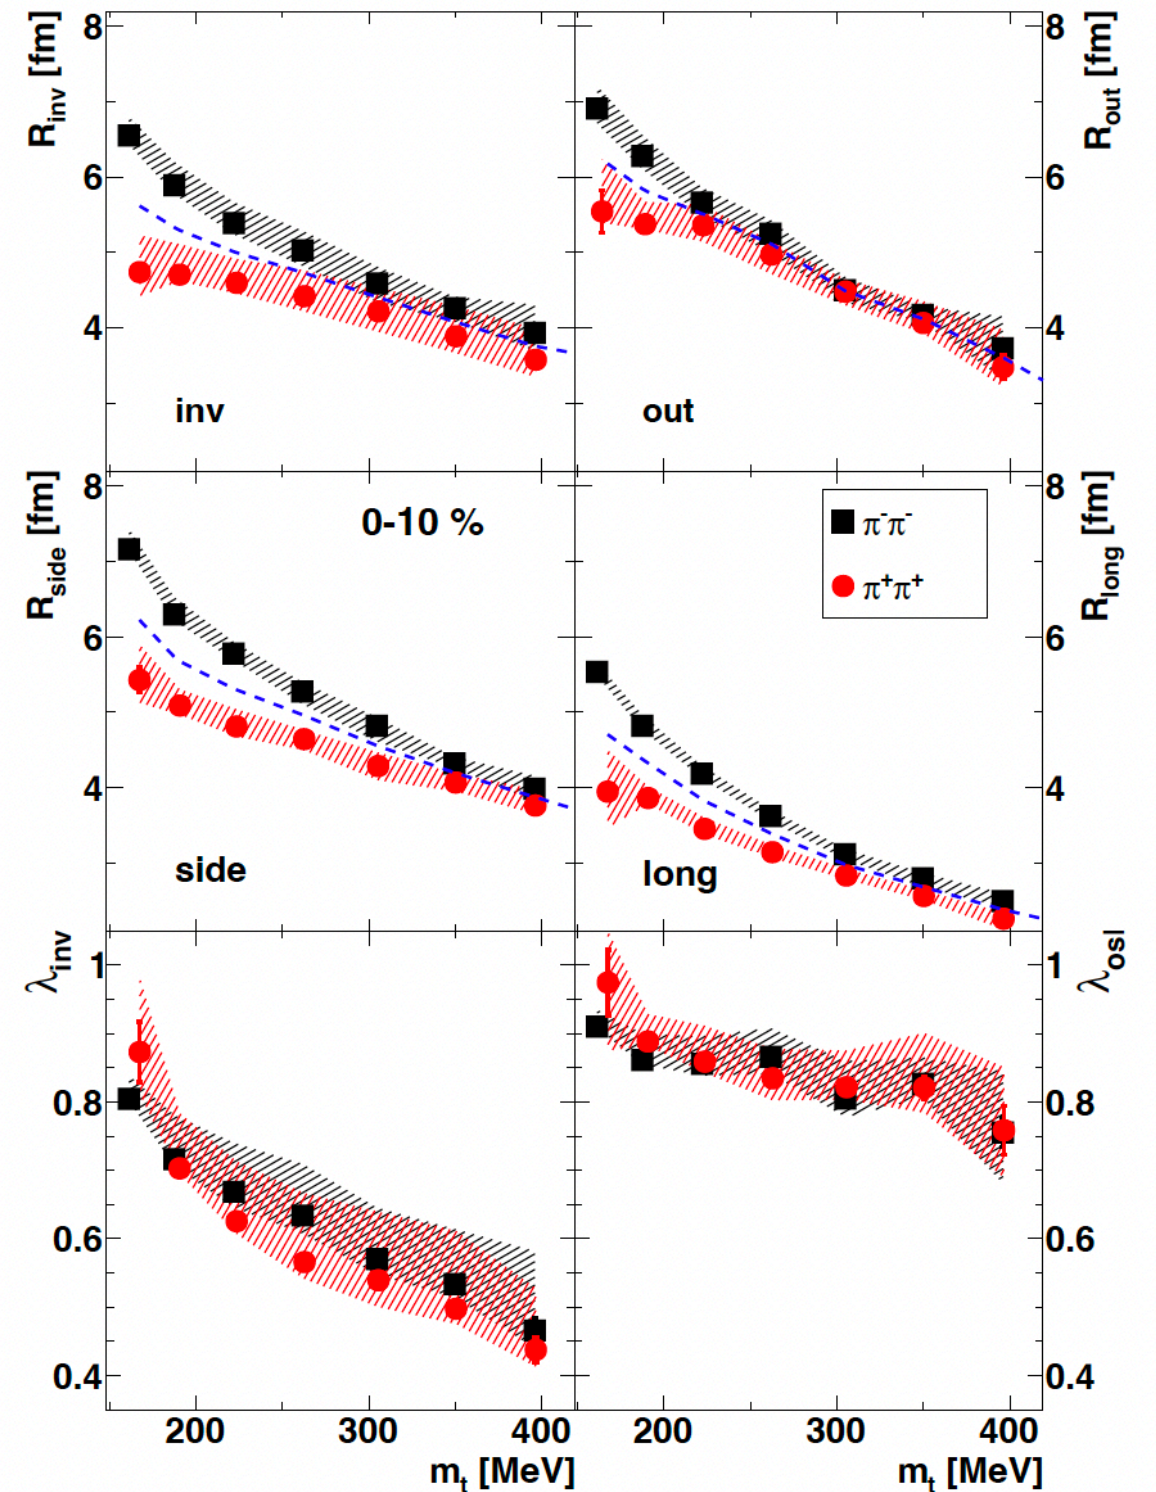 R_inv [fm]
8
6
4
inv
8
6
4
R_out [fm]
out
R_side [fm]
8
6
4
0-10 %
side
8
6
4
R_long [fm]
π⁻π⁻
π⁺π⁺
long
λ_inv
1
0.8
0.6
0.4
1
0.8
0.6
0.4
λ_osl
200 300 400
m_t [MeV]
200 300 400
m_t [MeV]